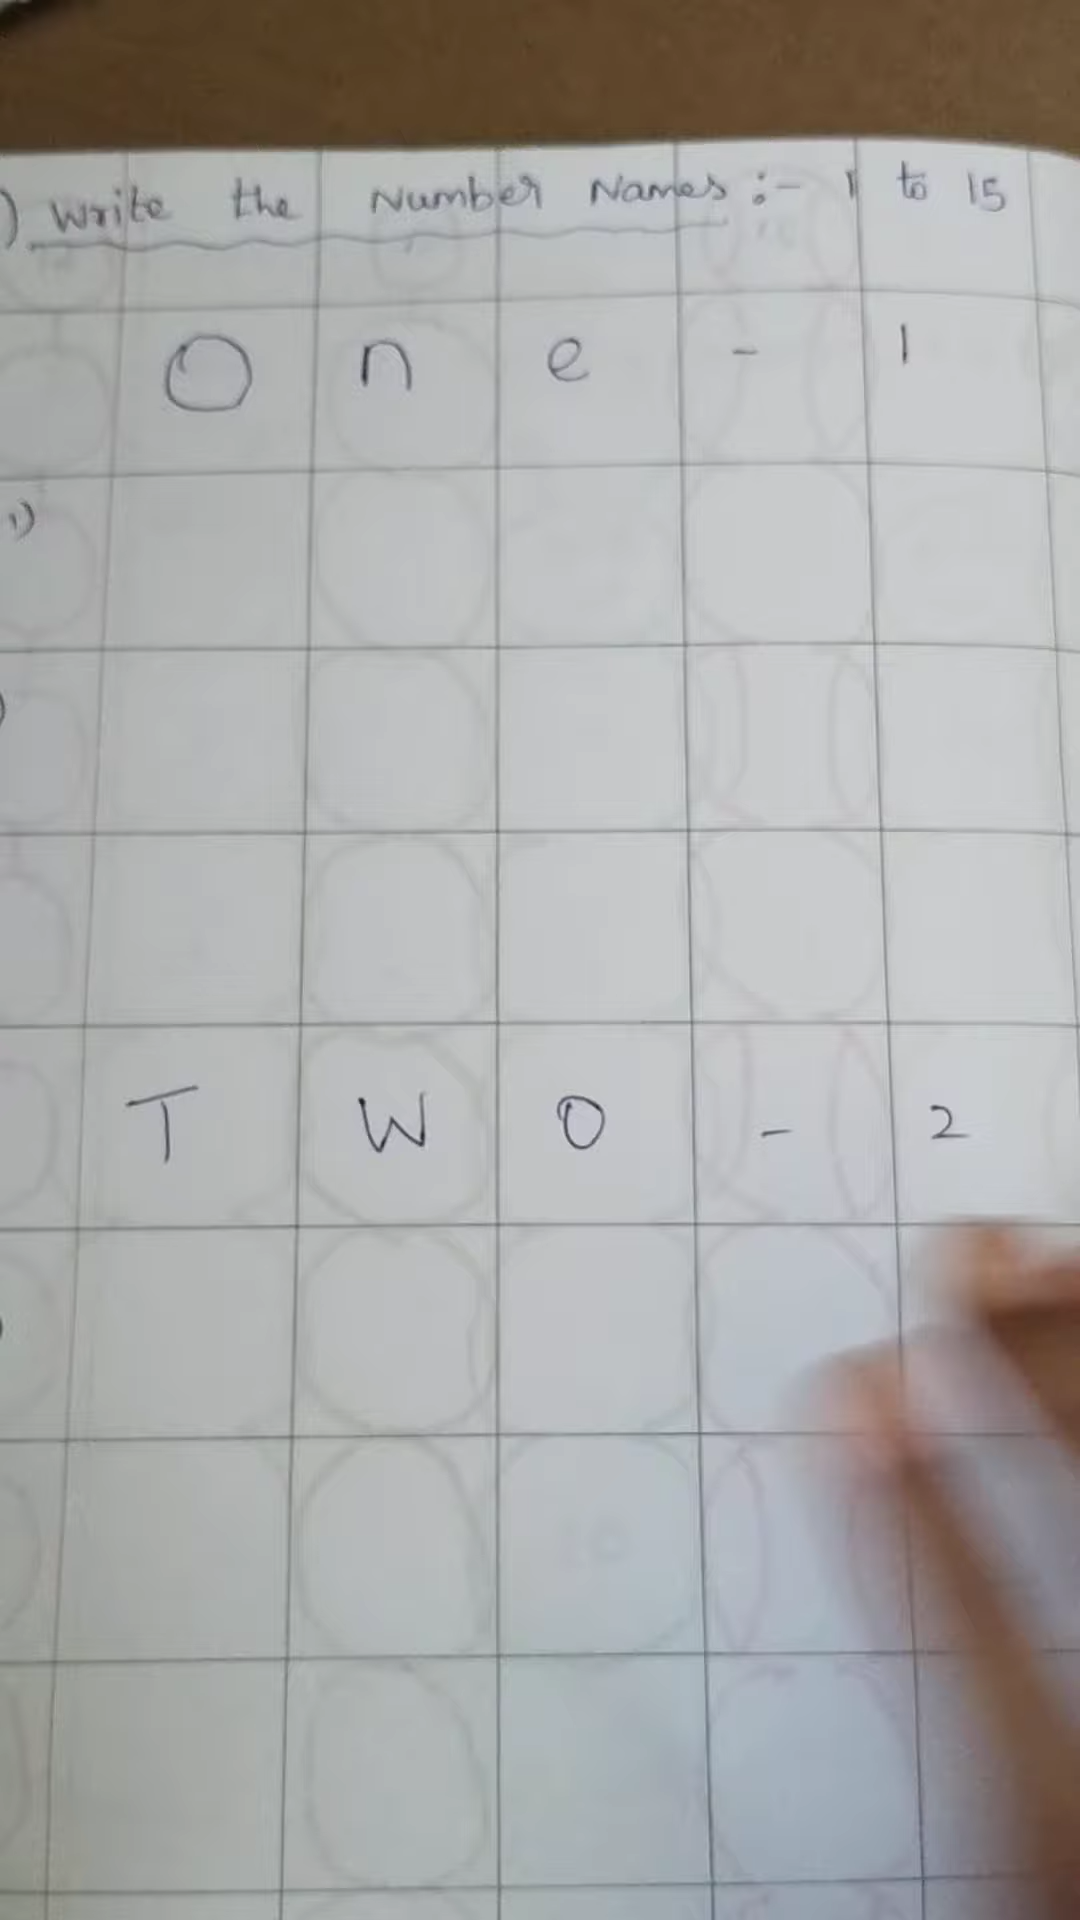 ) Write the Number Names :- 1 to 15
O n e - 1
1)
)
T W O - 2
)